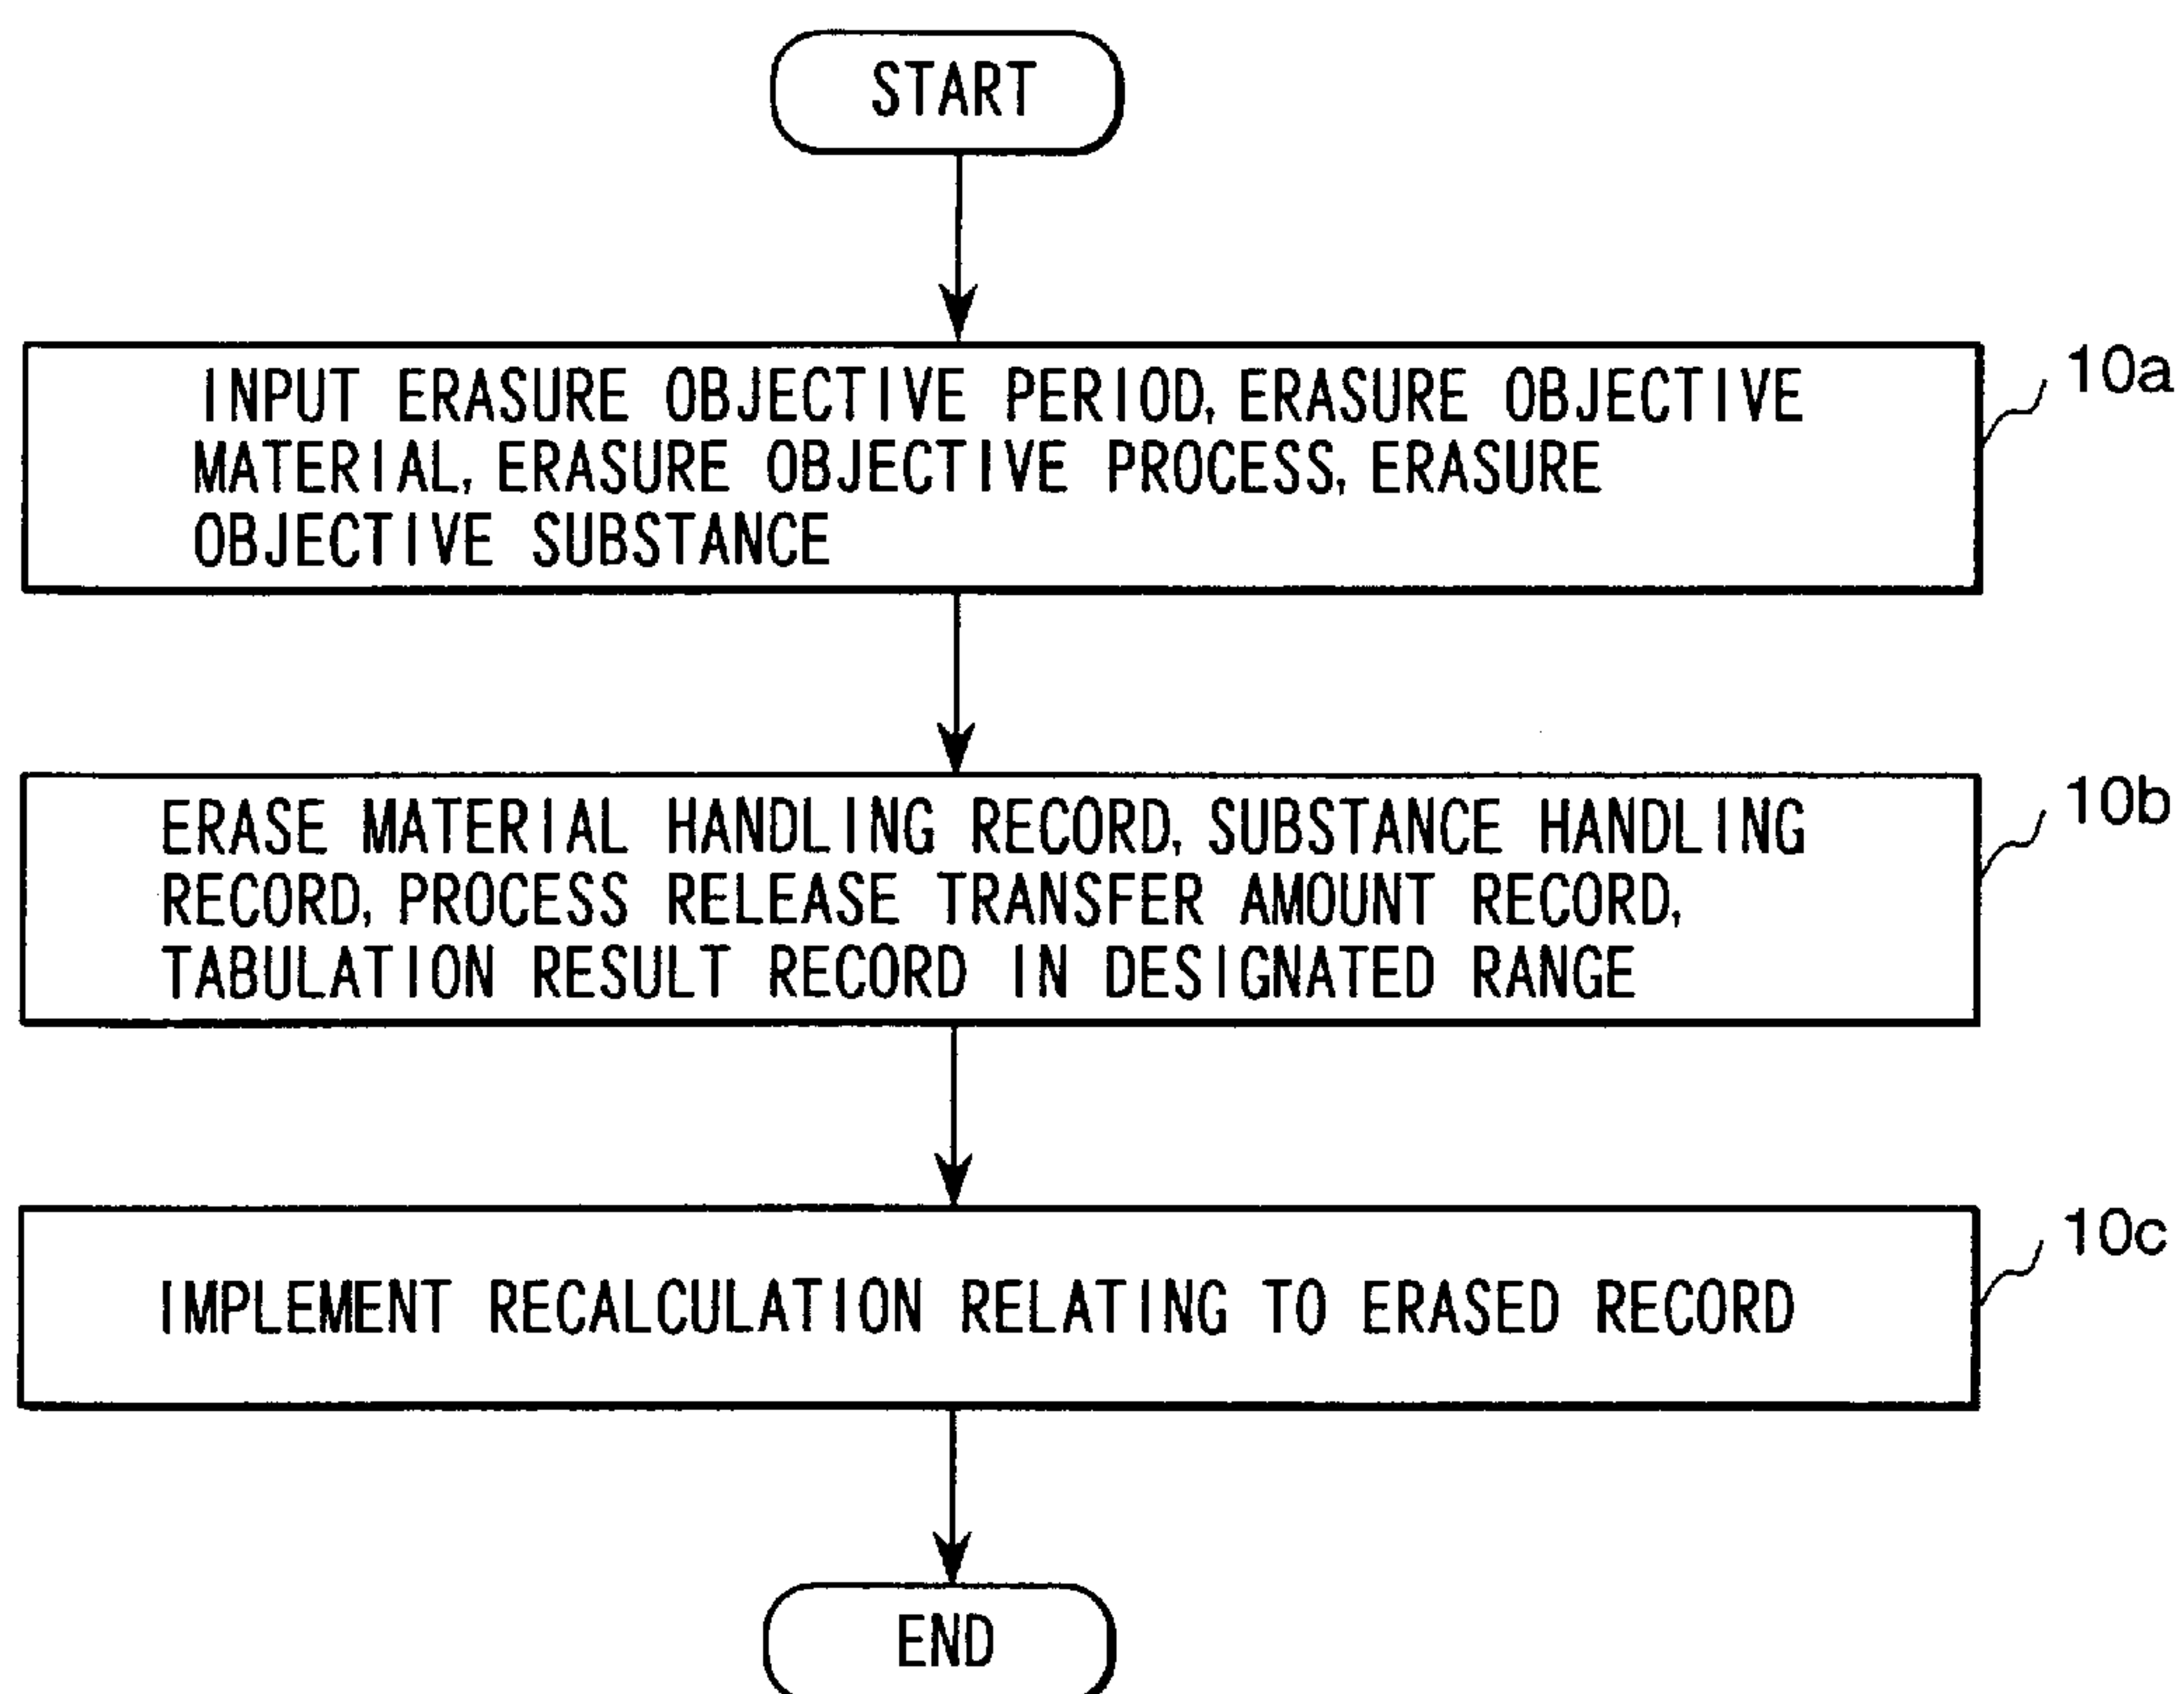 START
INPUT ERASURE OBJECTIVE PERIOD, ERASURE OBJECTIVE
MATERIAL, ERASURE OBJECTIVE PROCESS, ERASURE
OBJECTIVE SUBSTANCE
10a
ERASE MATERIAL HANDLING RECORD, SUBSTANCE HANDLING
RECORD, PROCESS RELEASE TRANSFER AMOUNT RECORD,
TABULATION RESULT RECORD IN DESIGNATED RANGE
10b
IMPLEMENT RECALCULATION RELATING TO ERASED RECORD
10c
END